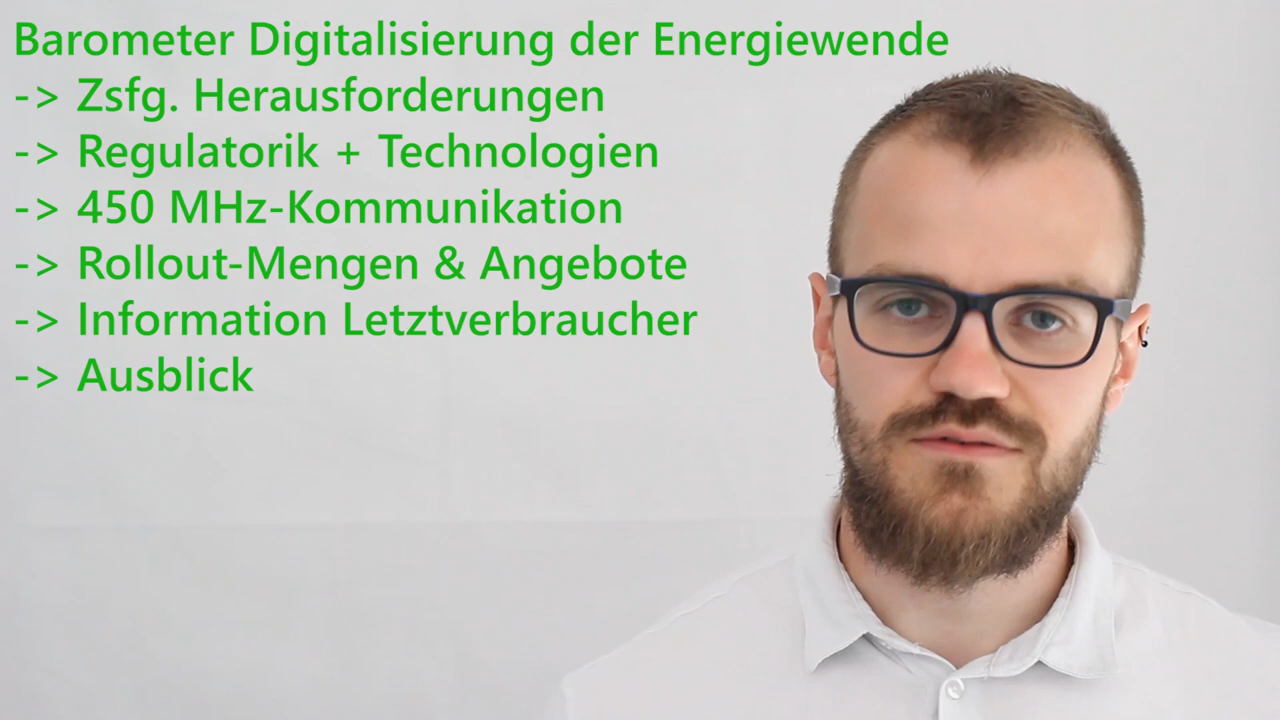 Barometer Digitalisierung der Energiewende
-> Zsfg. Herausforderungen
-> Regulatorik + Technologien
-> 450 MHz-Kommunikation
-> Rollout-Mengen & Angebote
-> Information Letztverbraucher
-> Ausblick